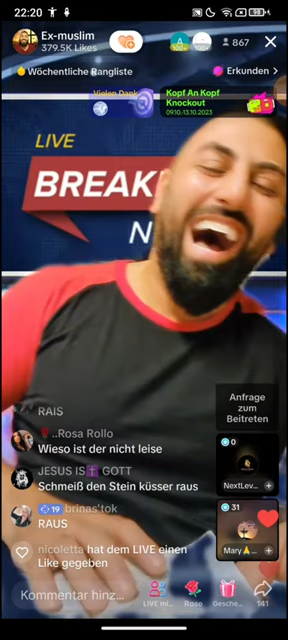 22:20
98
Ex-muslim
379.5K Likes
100+
100+
867
Wöchentliche Rangliste
Erkunden >
Vielen Dank
Kopf An Kopf
Knockout
09.10.-13.10.2023
LIVE
BREAK
N
Anfrage
zum
Beitreten
RAIS
..Rosa Rollo
Wieso ist der nicht leise
JESUS IS✝️ GOTT
Schmeiß den Stein küsser raus
19 brinas'tok
RAUS
nicoletta hat dem LIVE einen
Like gegeben
0
NextLev...
31
Mary🙏...
Kommentar hinz...
LIVE mi...
Rose
Gesche...
141